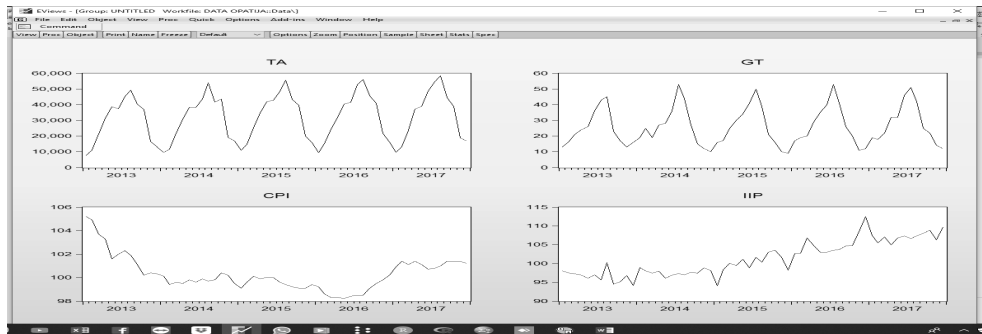 EViews - [Group: UNTITLED Workfile: DATA OPATIJA::Data\]
File Edit Object View Proc Quick Options Add-ins Window Help
Command
View Proc Object Print Name Freeze Default Options Zoom Position Sample Sheet Stats Spec
TA
60,000
50,000
40,000
30,000
20,000
10,000
0
2013 2014 2015 2016 2017
GT
60
50
40
30
20
10
0
2013 2014 2015 2016 2017
CPI
106
104
102
100
98
2013 2014 2015 2016 2017
IIP
115
110
105
100
95
90
2013 2014 2015 2016 2017